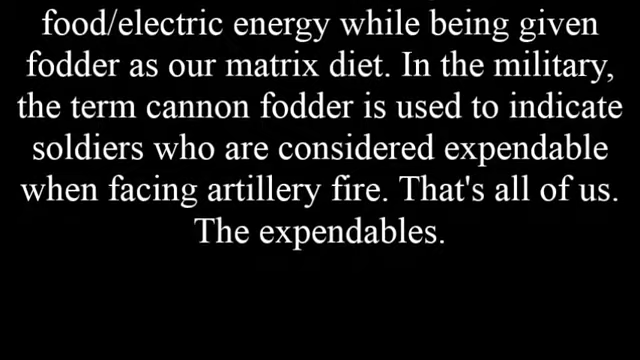 food/electric energy while being given
fodder as our matrix diet. In the military,
the term cannon fodder is used to indicate
soldiers who are considered expendable
when facing artillery fire. That's all of us.
The expendables.